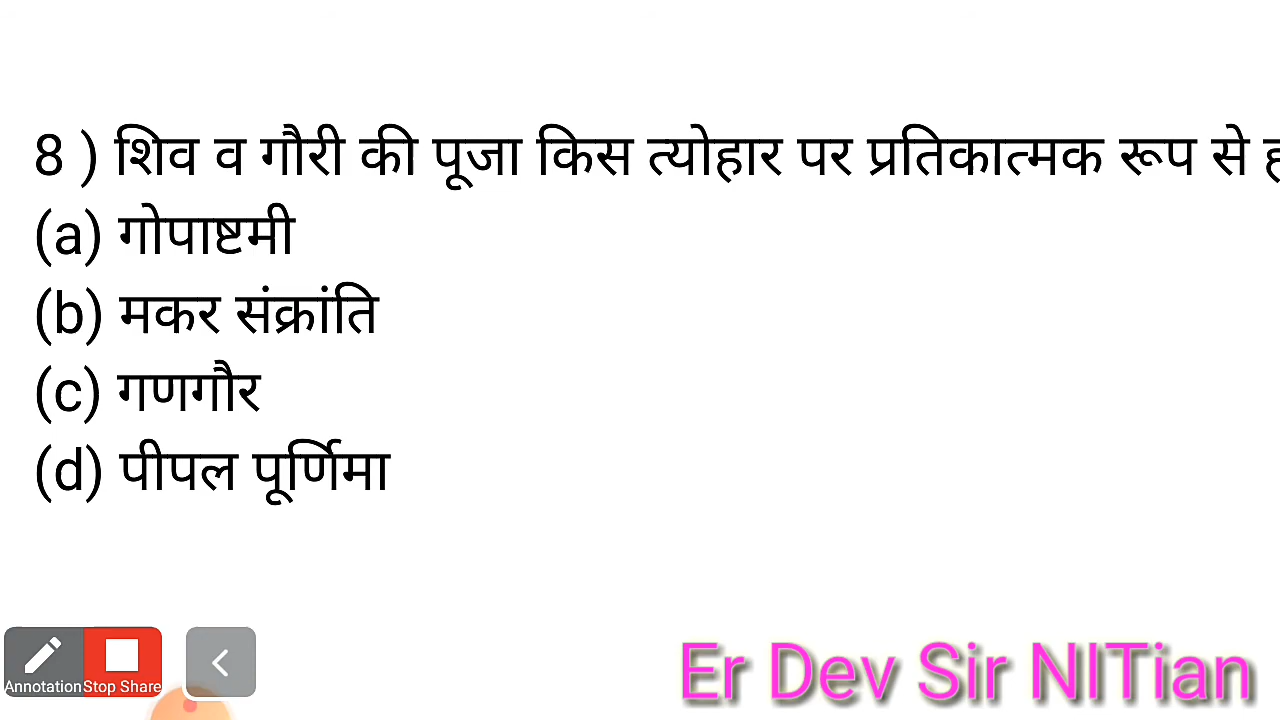 8 ) शिव व गौरी की पूजा किस त्योहार पर प्रतिकात्मक रूप से
(a) गोपाष्टमी
(b) मकर संक्रांति
(c) गणगौर
(d) पीपल पूर्णिमा
Annotation Stop Share
Er Dev Sir NITian